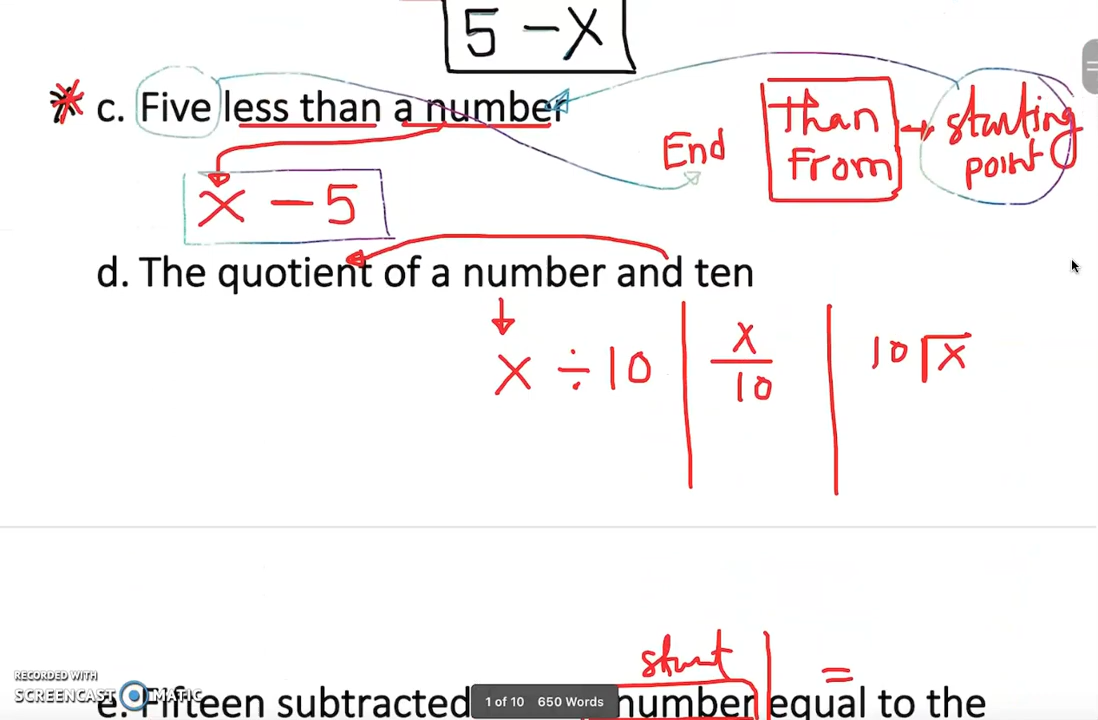 5 - x
* c. Five less than a number
than
From
→ starting
point
End
x - 5
d. The quotient of a number and ten
x ÷ 10
x
10
10 x
start
=
RECORDED WITH
SCREENCAST MATIC
e. Fifteen subtracted number equal to the
1 of 10 650 Words